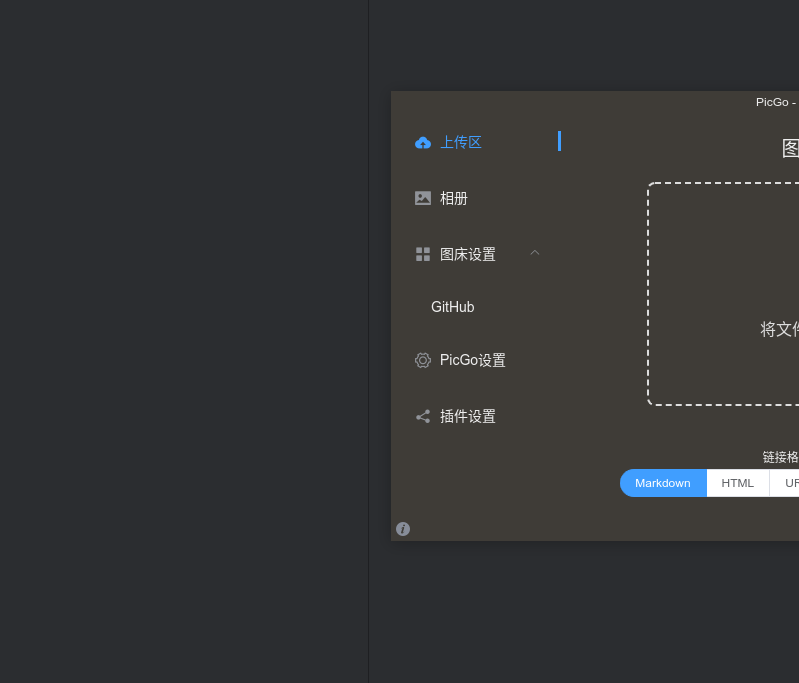 PicGo -
上传区
图
相册
图床设置
GitHub
将文件
PicGo设置
插件设置
链接格
Markdown HTML UR